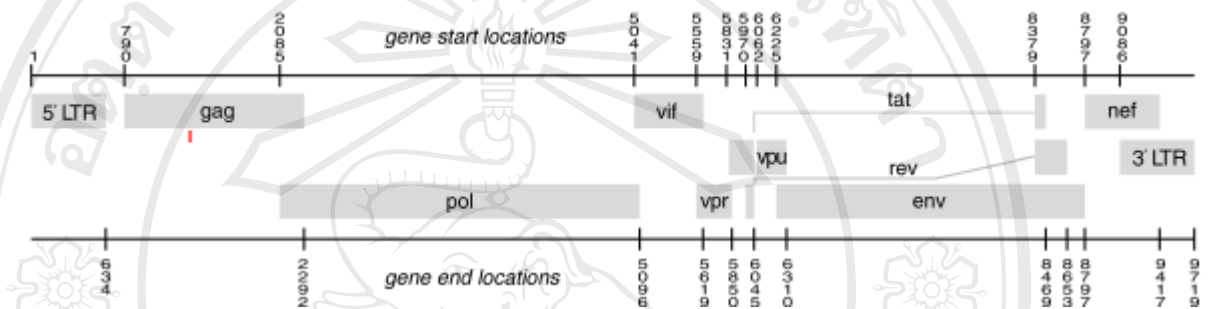 1 790 2085 5041 5559 5831 5970 6062 6225 8379 8797 9086
gene start locations
5′ LTR gag vif tat nef
vpu rev 3′ LTR
pol vpr env
gene end locations
634 2292 5096 5619 5850 6045 6310 8469 8653 8797 9417 9719